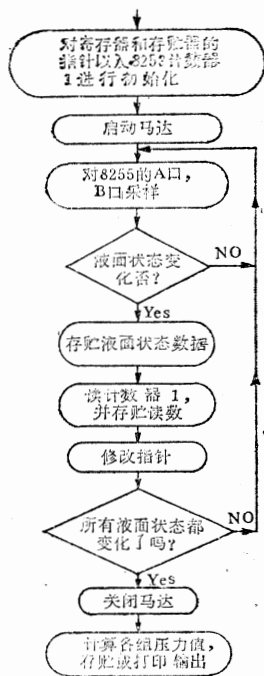 对寄存器和存贮器的
指针以入8253计数器
1进行初始化
启动马达
对8255的A口,
B口采样
液面状态变
化否?
NO
Yes
存贮液面状态数据
读计数器1,
并存贮读数
修改指针
所有液面状态都
变化了吗?
NO
Yes
关闭马达
计算各组压力值,
存贮或打印输出